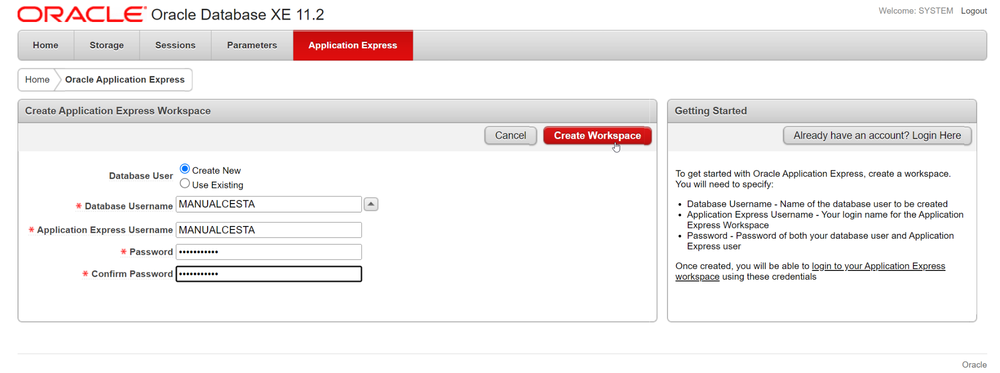 ORACLE Oracle Database XE 11.2
Welcome: SYSTEM Logout
Home Storage Sessions Parameters Application Express
Home Oracle Application Express
Create Application Express Workspace
Cancel Create Workspace
Database User
Create New
Use Existing
* Database Username MANUALCESTA
* Application Express Username MANUALCESTA
* Password •••••••••••
* Confirm Password •••••••••••
Getting Started
Already have an account? Login Here
To get started with Oracle Application Express, create a workspace.
You will need to specify:
• Database Username - Name of the database user to be created
• Application Express Username - Your login name for the Application
Express Workspace
• Password - Password of both your database user and Application
Express user
Once created, you will be able to login to your Application Express
workspace using these credentials
Oracle